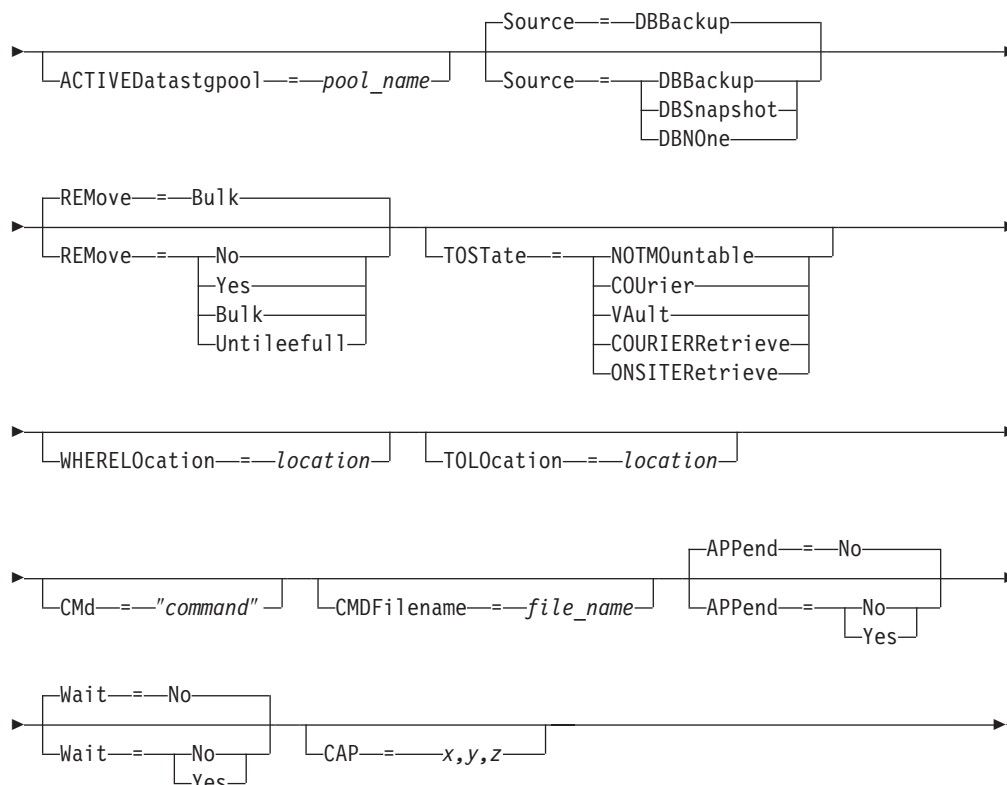 Source = DBBackup
ACTIVEDatastgpool = pool_name Source = DBBackup
DBSnapshot
DBNOne
REMove = Bulk
REMove = No TOSTate = NOTMOuntable
Yes COUrier
Bulk VAult
Untileefull COURIERRetrieve
ONSITERetrieve
WHERELOcation = location TOLOcation = location
APPend = No
CMd = "command" CMDFilename = file_name APPend = No
Yes
Wait = No
Wait = No CAP = x,y,z
Yes